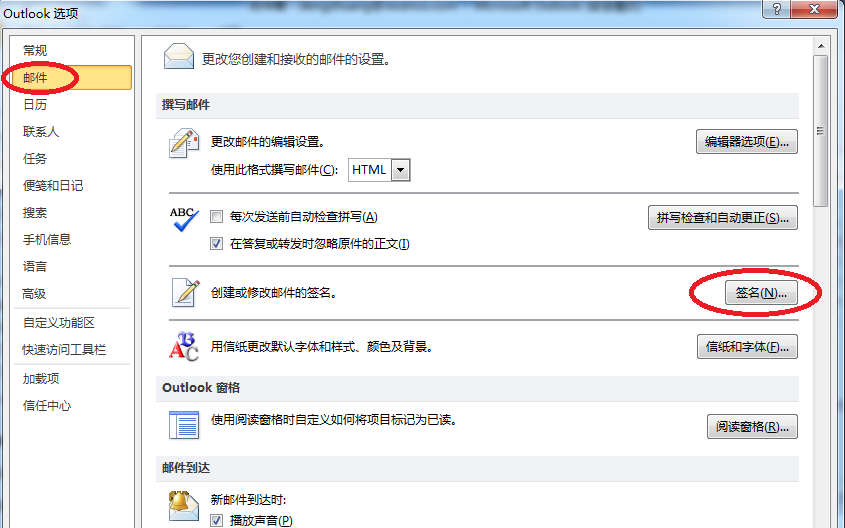 Outlook 选项
常规
邮件
日历
联系人
任务
便笺和日记
搜索
手机信息
语言
高级
自定义功能区
快速访问工具栏
加载项
信任中心
更改您创建和接收的邮件的设置。
撰写邮件
更改邮件的编辑设置。
编辑器选项(E)...
使用此格式撰写邮件(C): HTML
ABC
每次发送前自动检查拼写(A)
拼写检查和自动更正(S)...
在答复或转发时忽略原件的正文(I)
创建或修改邮件的签名。
签名(N)...
用信纸更改默认字体和样式、颜色及背景。
信纸和字体(F)...
Outlook 窗格
使用阅读窗格时自定义如何将项目标记为已读。
阅读窗格(R)...
邮件到达
新邮件到达时:
播放声音(P)